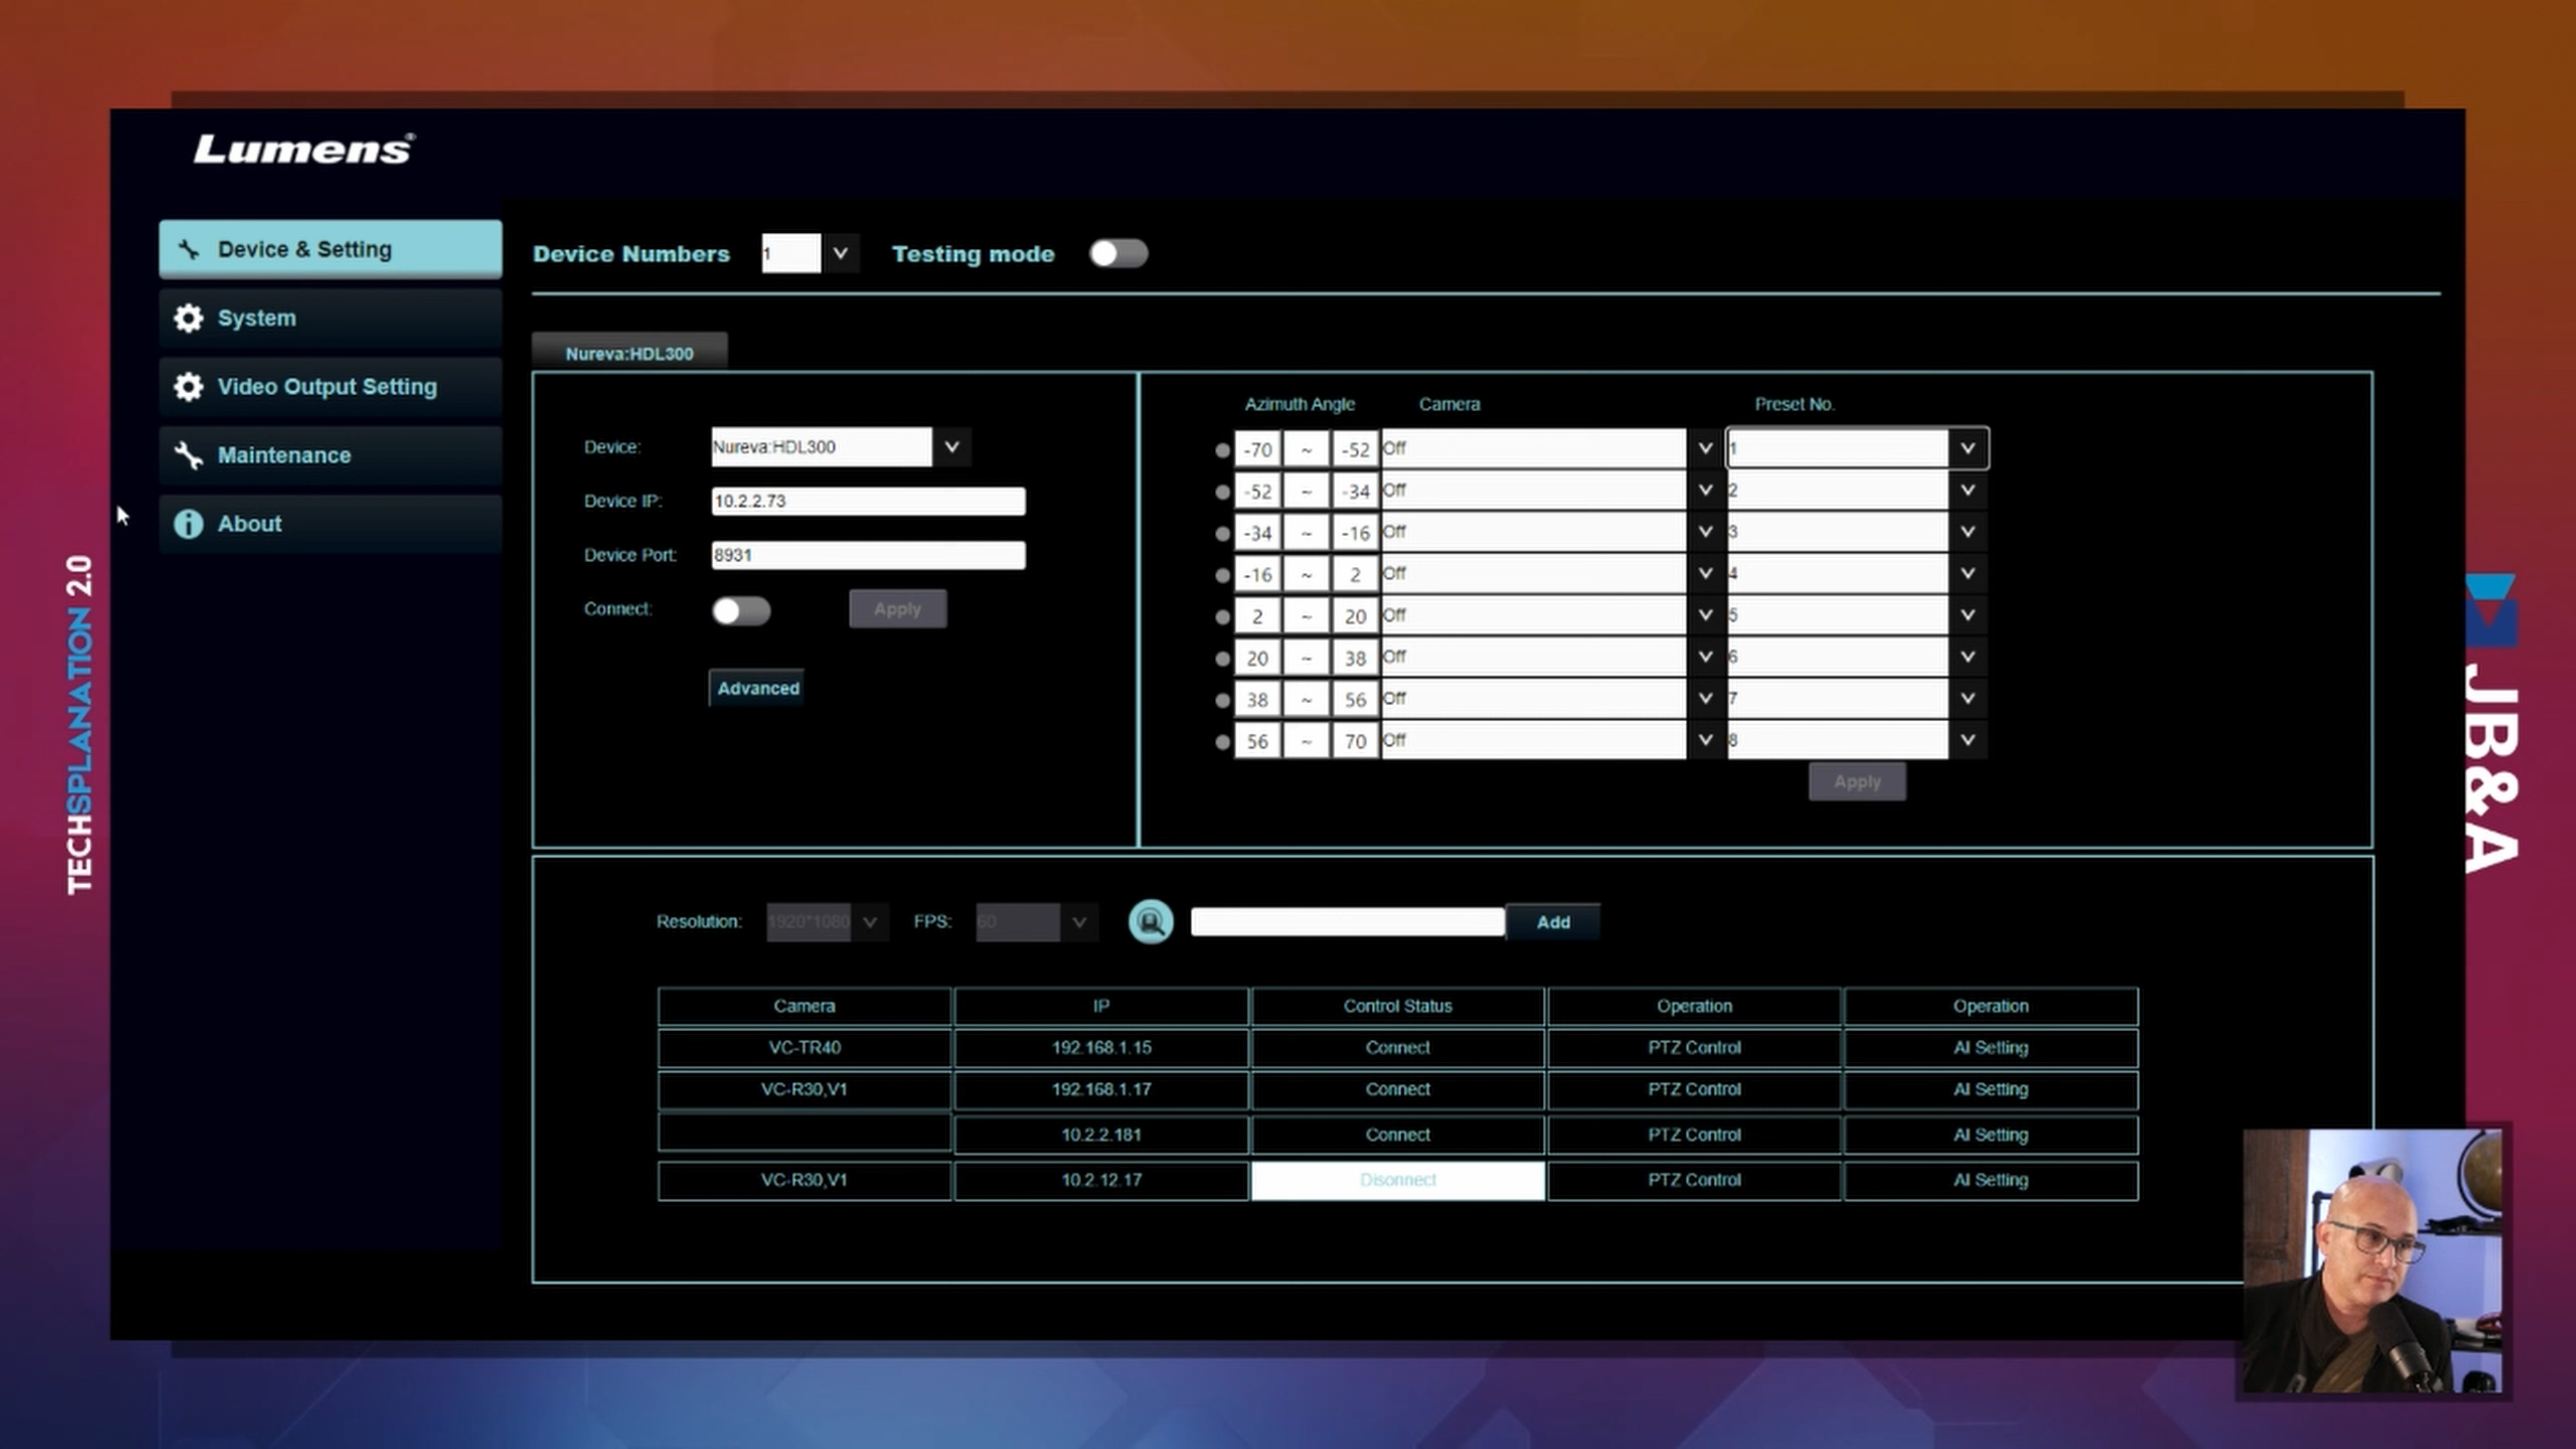 Lumens®
Device & Setting
System
Video Output Setting
Maintenance
About
Device Numbers 1 Testing mode
Nureva:HDL300
Device: Nureva:HDL300
Device IP: 10.2.2.73
Device Port: 8931
Connect: Apply
Advanced
Azimuth Angle Camera Preset No.
-70 ~ -52 Off 1
-52 ~ -34 Off 2
-34 ~ -16 Off 3
-16 ~ 2 Off 4
2 ~ 20 Off 5
20 ~ 38 Off 6
38 ~ 56 Off 7
56 ~ 70 Off 8
Apply
Resolution: 1920*1080 FPS: 60 Add
Camera IP Control Status Operation Operation
VC-TR40 192.168.1.15 Connect PTZ Control AI Setting
VC-R30,V1 192.168.1.17 Connect PTZ Control AI Setting
10.2.2.181 Connect PTZ Control AI Setting
VC-R30,V1 10.2.12.17 Disonnect PTZ Control AI Setting
TECHSPLANATION 2.0
JB&A